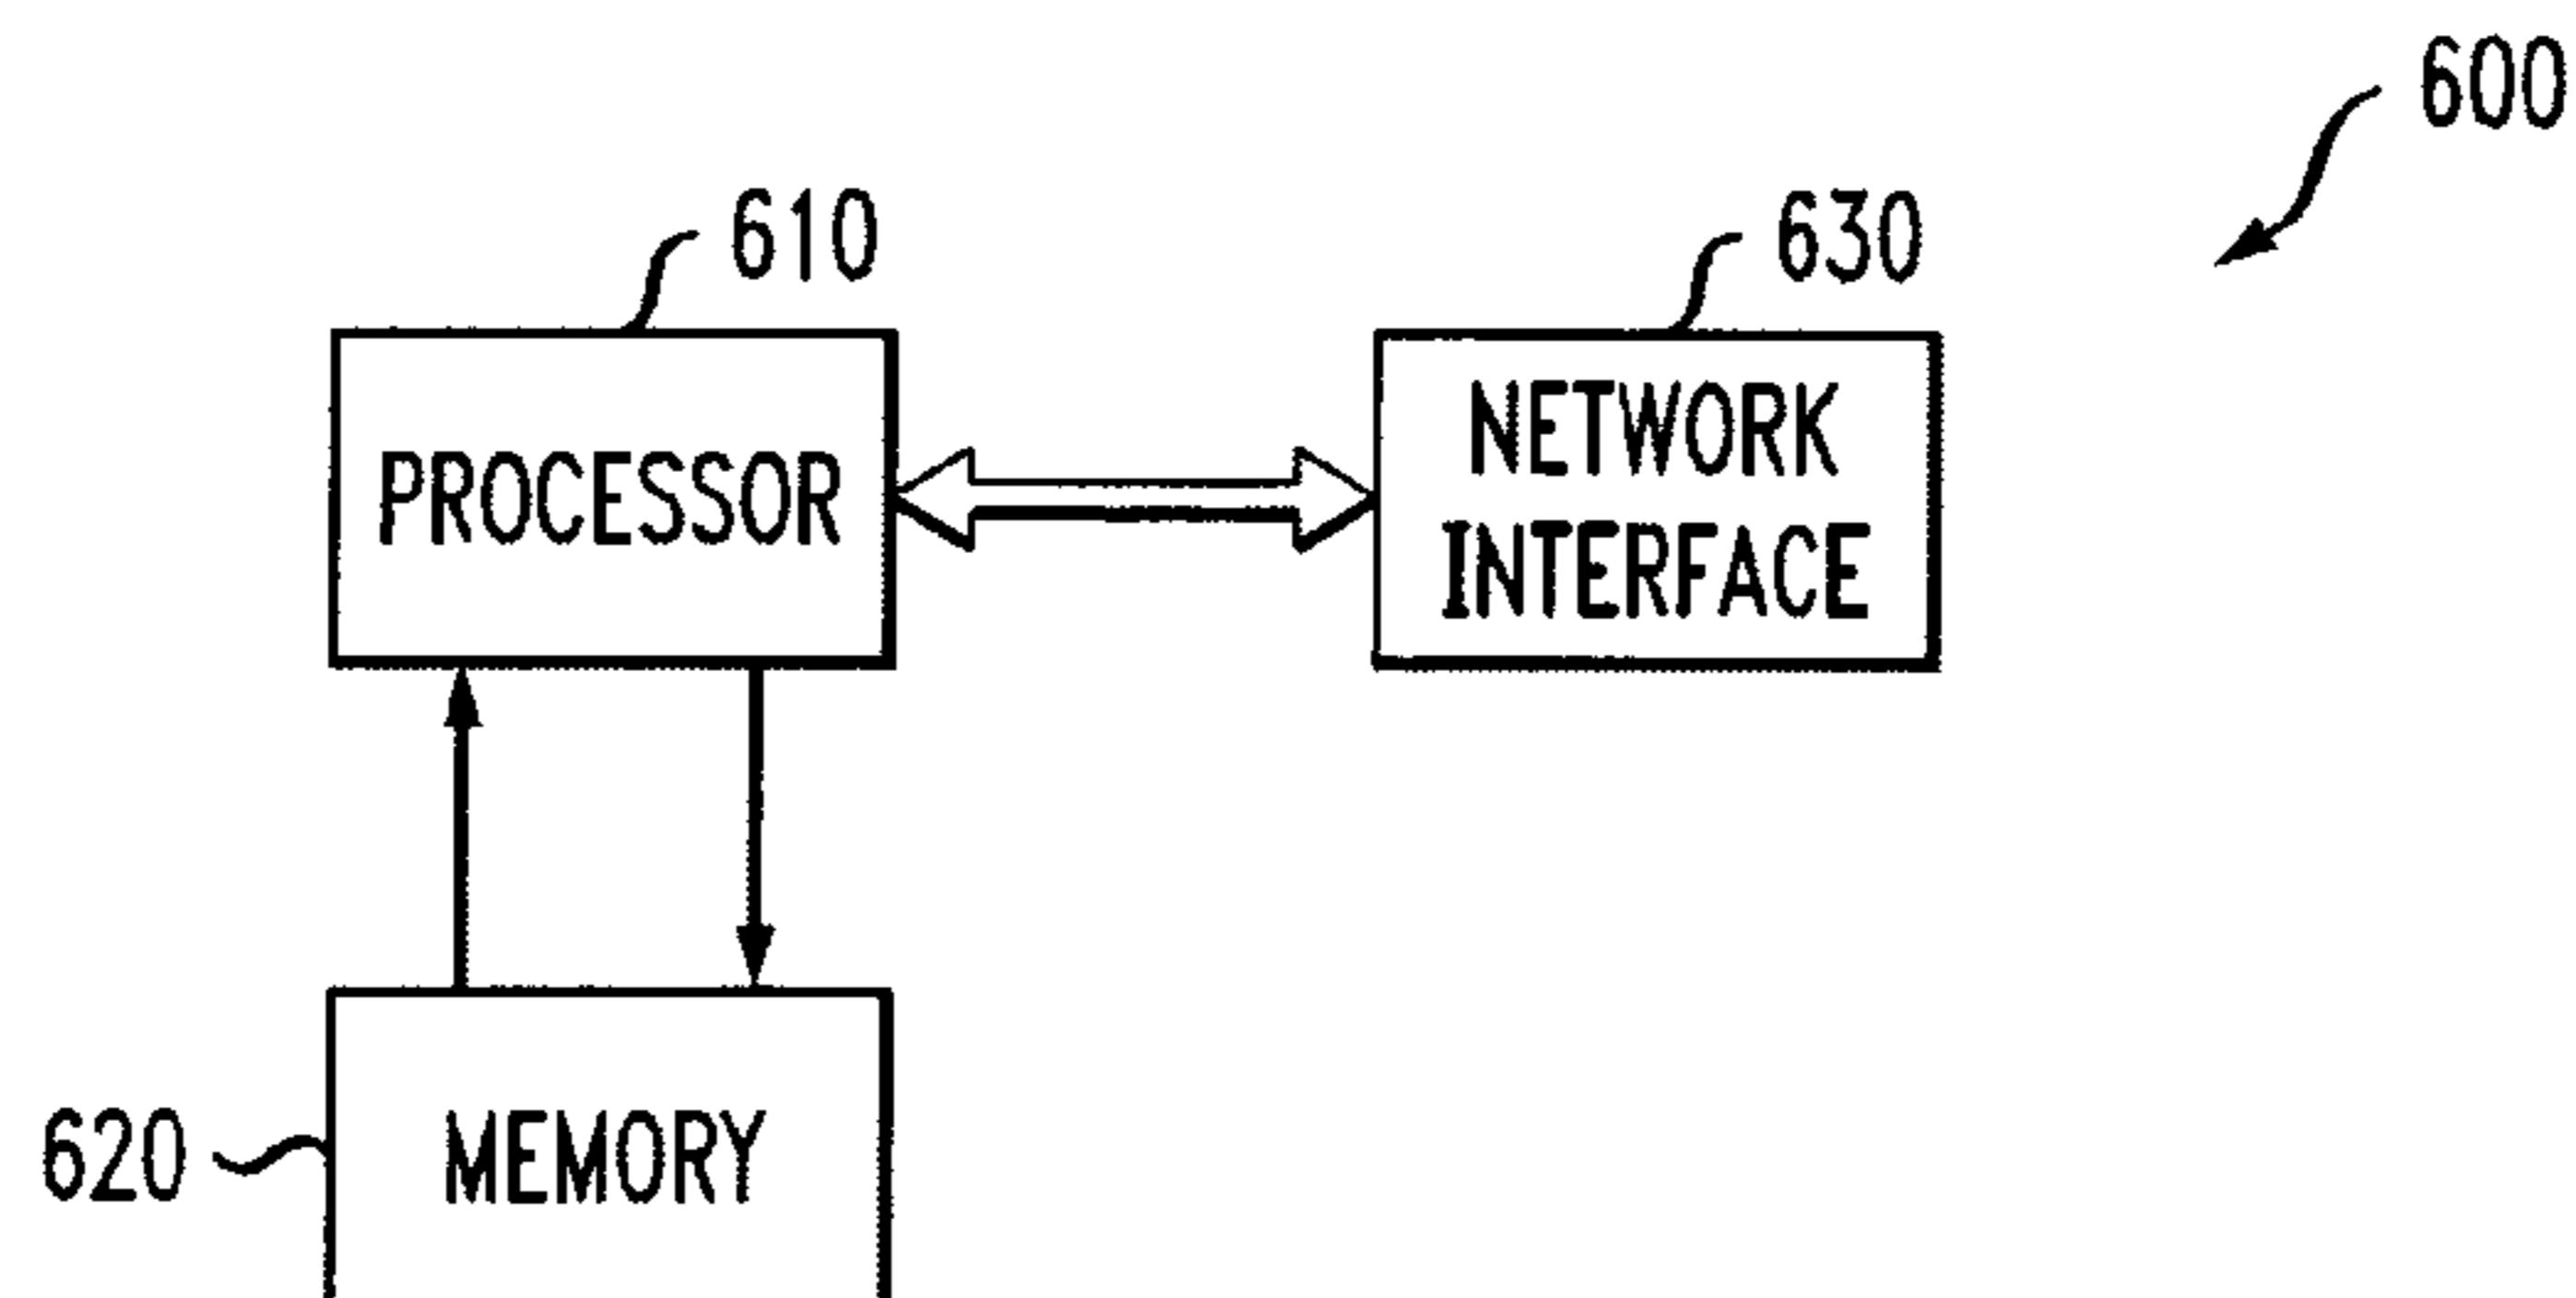 600
610
630
PROCESSOR
NETWORK
INTERFACE
620
MEMORY